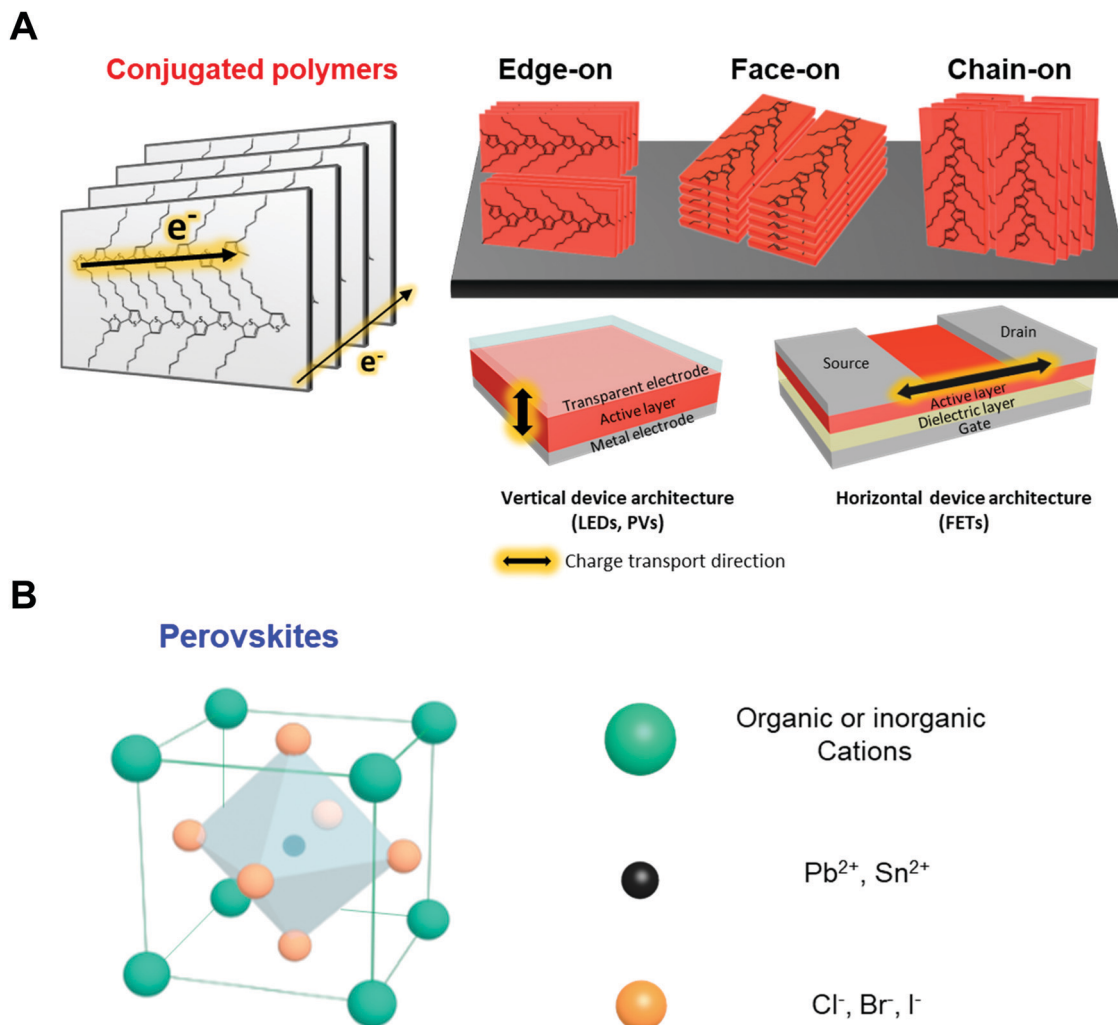 A
Conjugated polymers
e⁻
e⁻
S S S S S S S
Edge-on
Face-on
Chain-on
Transparent electrode
Active layer
Metal electrode
Vertical device architecture
(LEDs, PVs)
Source
Drain
Active layer
Dielectric layer
Gate
Horizontal device architecture
(FETs)
Charge transport direction
B
Perovskites
Organic or inorganic
Cations
Pb²⁺, Sn²⁺
Cl⁻, Br⁻, I⁻